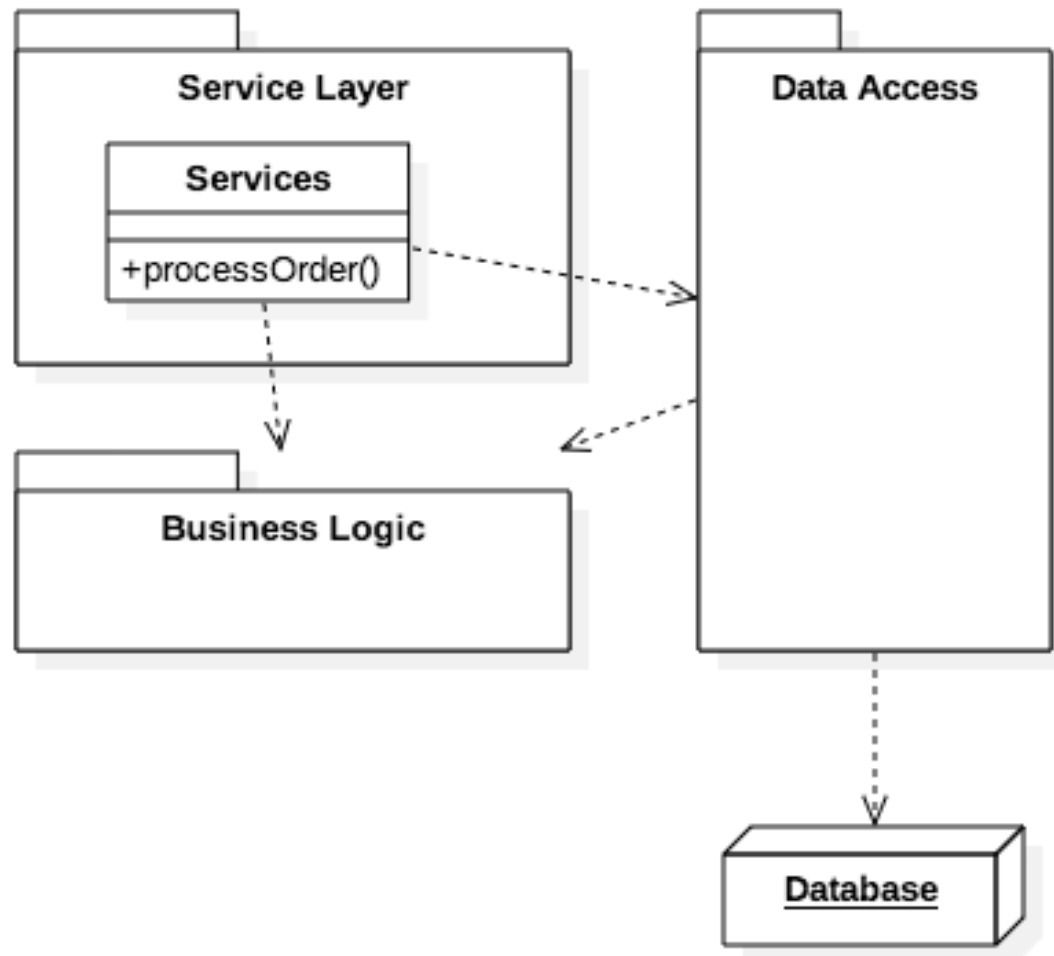 Service Layer
Services
+processOrder()
Data Access
Business Logic
Database